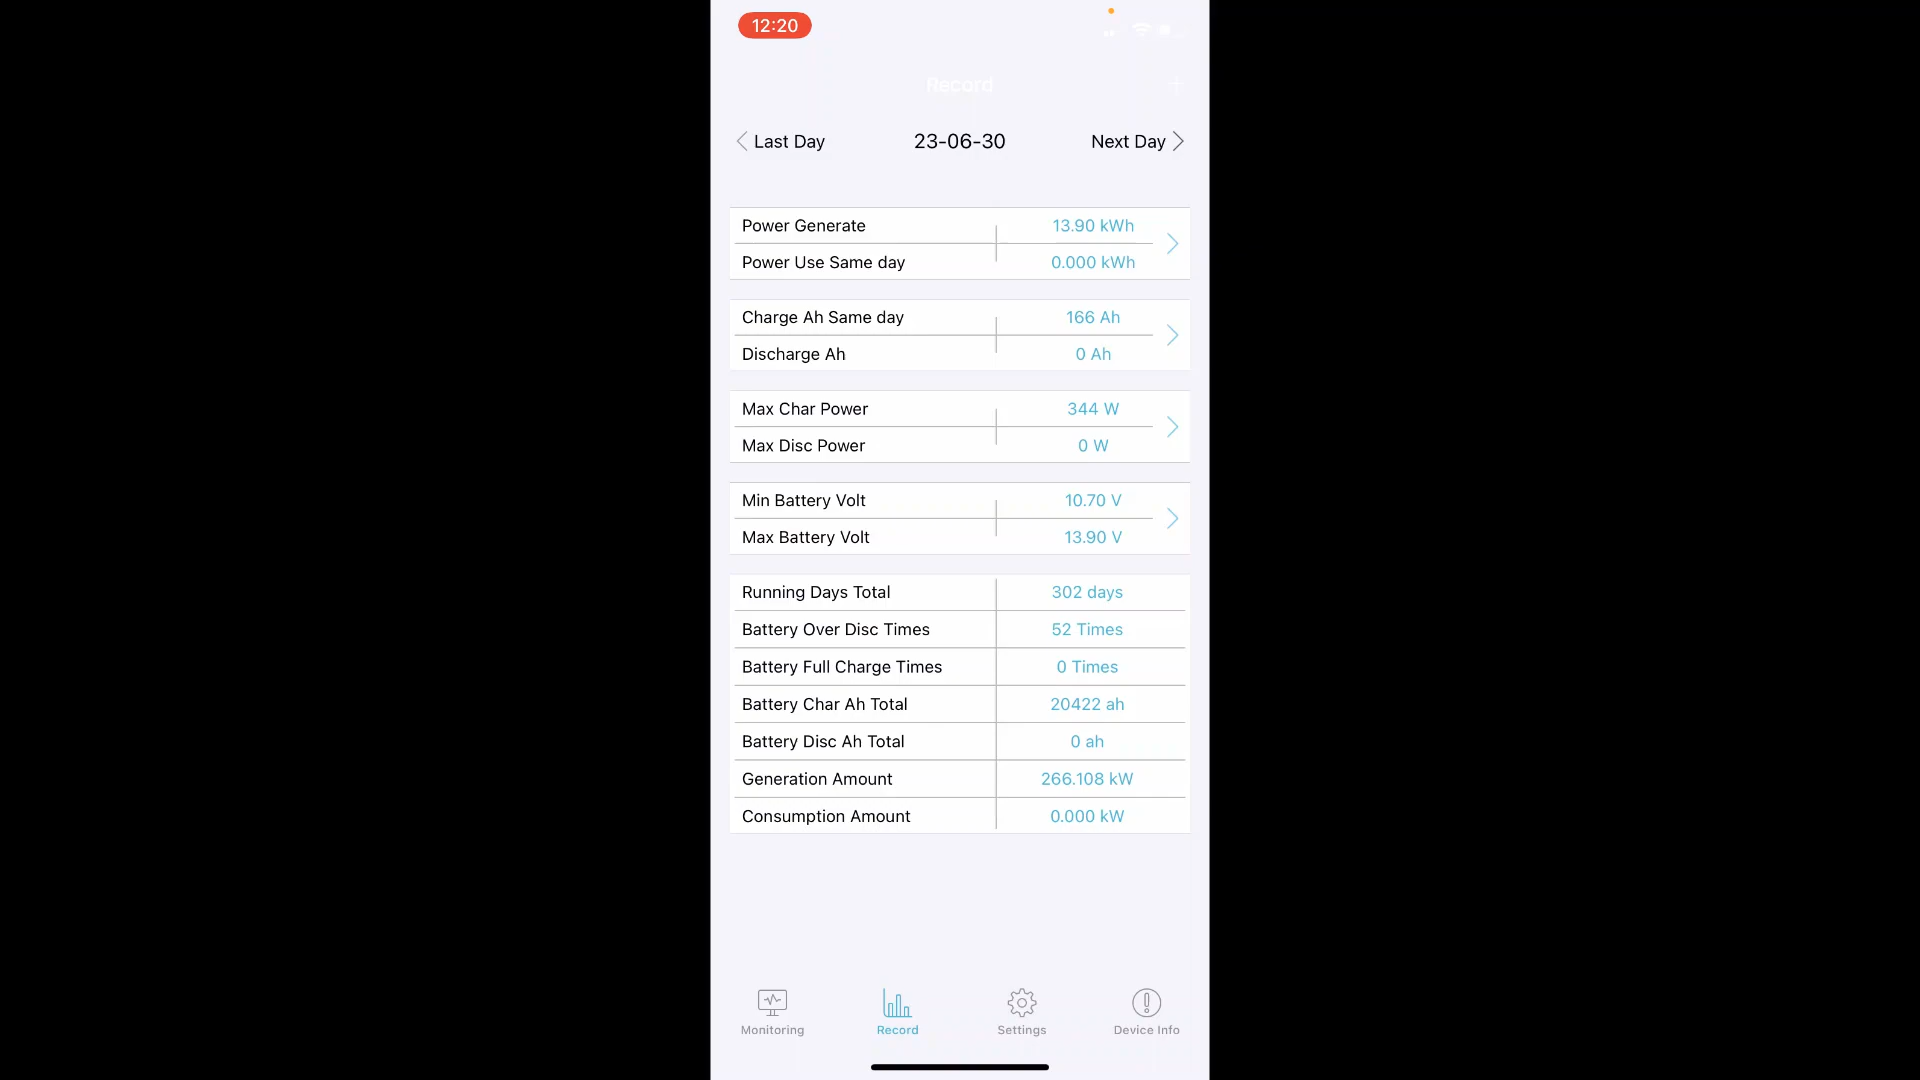 12:20
Record
Last Day 23-06-30 Next Day
Power Generate 13.90 kWh
Power Use Same day 0.000 kWh
Charge Ah Same day 166 Ah
Discharge Ah 0 Ah
Max Char Power 344 W
Max Disc Power 0 W
Min Battery Volt 10.70 V
Max Battery Volt 13.90 V
Running Days Total 302 days
Battery Over Disc Times 52 Times
Battery Full Charge Times 0 Times
Battery Char Ah Total 20422 ah
Battery Disc Ah Total 0 ah
Generation Amount 266.108 kW
Consumption Amount 0.000 kW
Monitoring Record Settings Device Info